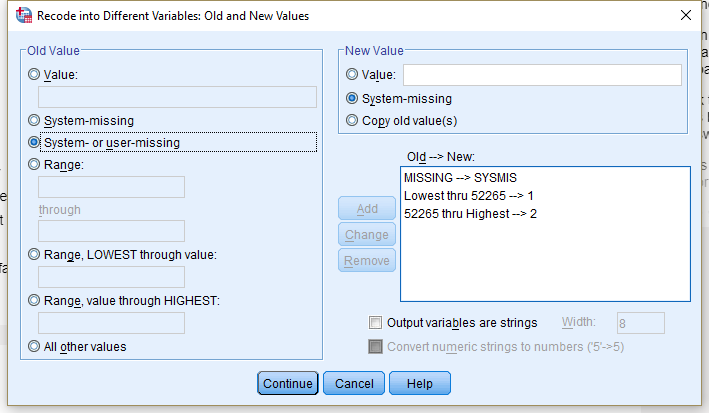 Recode into Different Variables: Old and New Values
Old Value
Value:
System-missing
System- or user-missing
Range:
through
Range, LOWEST through value:
Range, value through HIGHEST:
All other values
New Value
Value:
System-missing
Copy old value(s)
Old --> New:
MISSING --> SYSMIS
Lowest thru 52265 --> 1
52265 thru Highest --> 2
Add
Change
Remove
Output variables are strings Width: 8
Convert numeric strings to numbers ('5'->5)
Continue Cancel Help